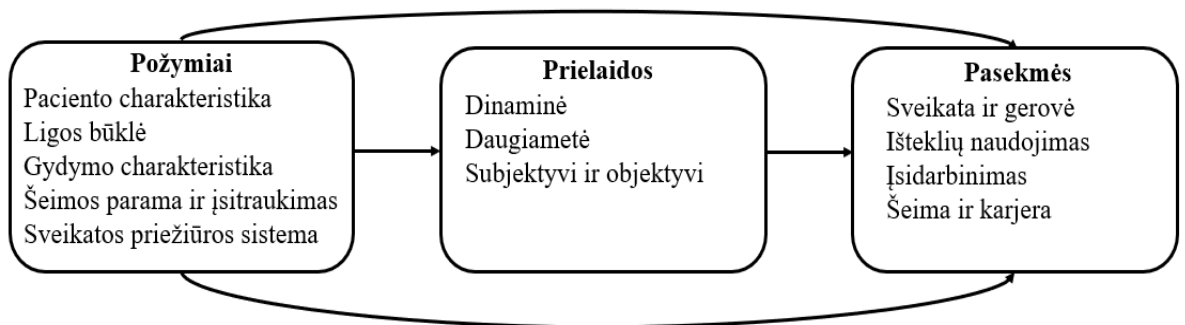 Požymiai
Paciento charakteristika
Ligos būklė
Gydymo charakteristika
Šeimos parama ir įsitraukimas
Sveikatos priežiūros sistema
Prielaidos
Dinaminė
Daugiametė
Subjektyvi ir objektyvi
Pasekmės
Sveikata ir gerovė
Išteklių naudojimas
Įsidarbinimas
Šeima ir karjera